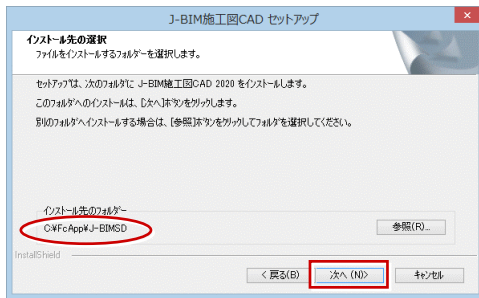 J-BIM施工図CAD セットアップ
インストール先の選択
ファイルをインストールするフォルダーを選択します。
セットアップは、次のフォルダに J-BIM施工図CAD 2020 をインストールします。
このフォルダへのインストールは、[次へ]ボタンをクリックします。
別のフォルダへインストールする場合は、[参照]ボタンをクリックしてフォルダを選択してください。
インストール先のフォルダー
C:¥FcApp¥J-BIMSD
参照(R)...
InstallShield
< 戻る(B)
次へ (N)>
キャンセル